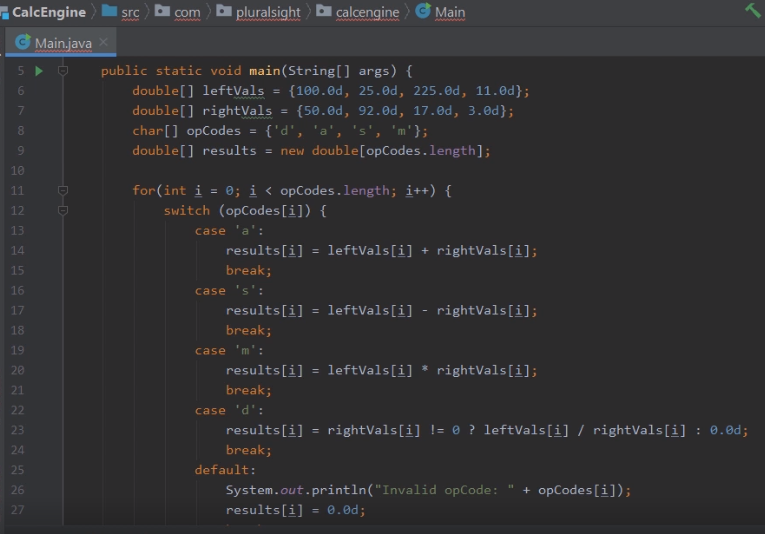 CalcEngine src com pluralsight calcengine Main
Main.java
5 public static void main(String[] args) {
6 double[] leftVals = {100.0d, 25.0d, 225.0d, 11.0d};
7 double[] rightVals = {50.0d, 92.0d, 17.0d, 3.0d};
8 char[] opCodes = {'d', 'a', 's', 'm'};
9 double[] results = new double[opCodes.length];
10
11 for(int i = 0; i < opCodes.length; i++) {
12 switch (opCodes[i]) {
13 case 'a':
14 results[i] = leftVals[i] + rightVals[i];
15 break;
16 case 's':
17 results[i] = leftVals[i] - rightVals[i];
18 break;
19 case 'm':
20 results[i] = leftVals[i] * rightVals[i];
21 break;
22 case 'd':
23 results[i] = rightVals[i] != 0 ? leftVals[i] / rightVals[i] : 0.0d;
24 break;
25 default:
26 System.out.println("Invalid opCode: " + opCodes[i]);
27 results[i] = 0.0d;